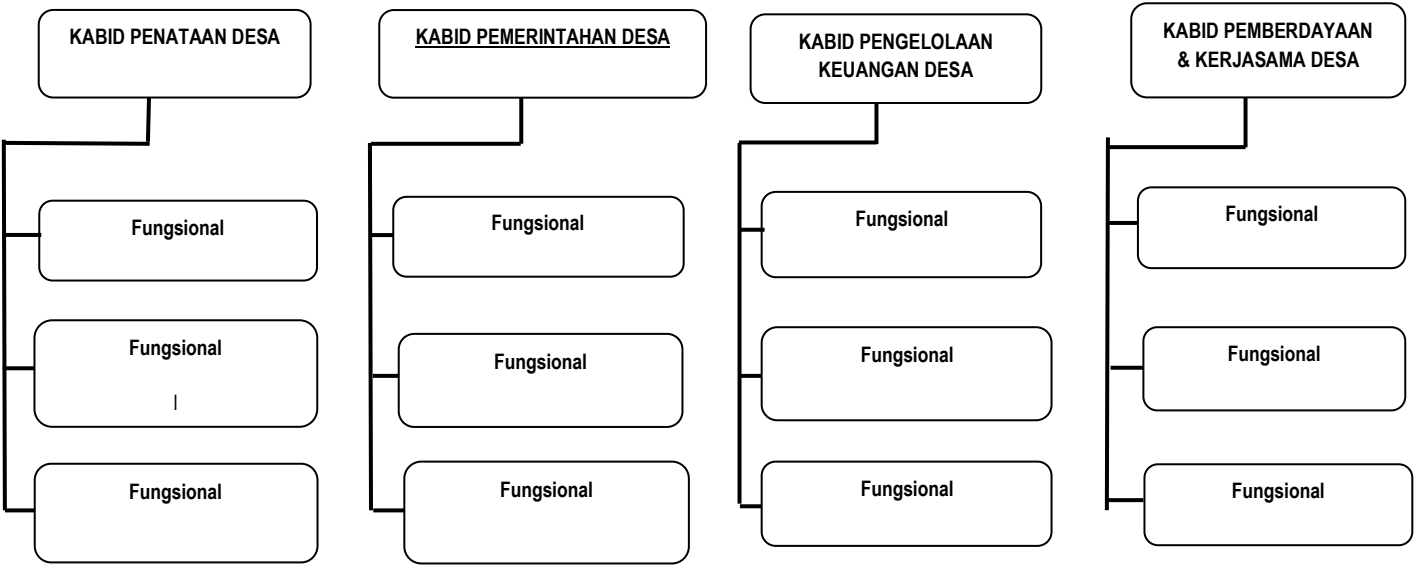 KABID PENATAAN DESA
KABID PEMERINTAHAN DESA
KABID PENGELOLAAN
KEUANGAN DESA
KABID PEMBERDAYAAN
& KERJASAMA DESA
Fungsional
Fungsional
Fungsional
Fungsional
Fungsional
|
Fungsional
Fungsional
Fungsional
Fungsional
Fungsional
Fungsional
Fungsional